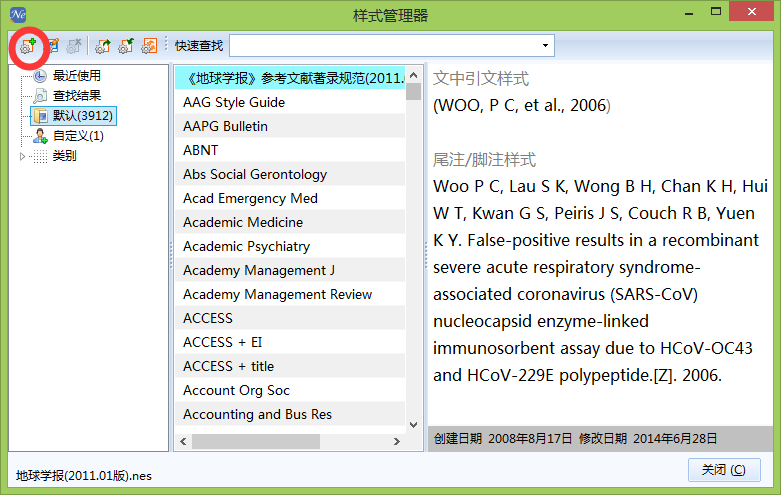 Ne
样式管理器
快速查找
最近使用
查找结果
默认(3912)
自定义(1)
类别
《地球学报》参考文献著录规范(2011.
AAG Style Guide
AAPG Bulletin
ABNT
Abs Social Gerontology
Acad Emergency Med
Academic Medicine
Academic Psychiatry
Academy Management J
Academy Management Review
ACCESS
ACCESS + EI
ACCESS + title
Account Org Soc
Accounting and Bus Res
文中引文样式
(WOO, P C, et al., 2006)
尾注/脚注样式
Woo P C, Lau S K, Wong B H, Chan K H, Hui
W T, Kwan G S, Peiris J S, Couch R B, Yuen
K Y. False-positive results in a recombinant
severe acute respiratory syndrome-
associated coronavirus (SARS-CoV)
nucleocapsid enzyme-linked
immunosorbent assay due to HCoV-OC43
and HCoV-229E polypeptide.[Z]. 2006.
创建日期 2008年8月17日 修改日期 2014年6月28日
地球学报(2011.01版).nes
关闭 (C)